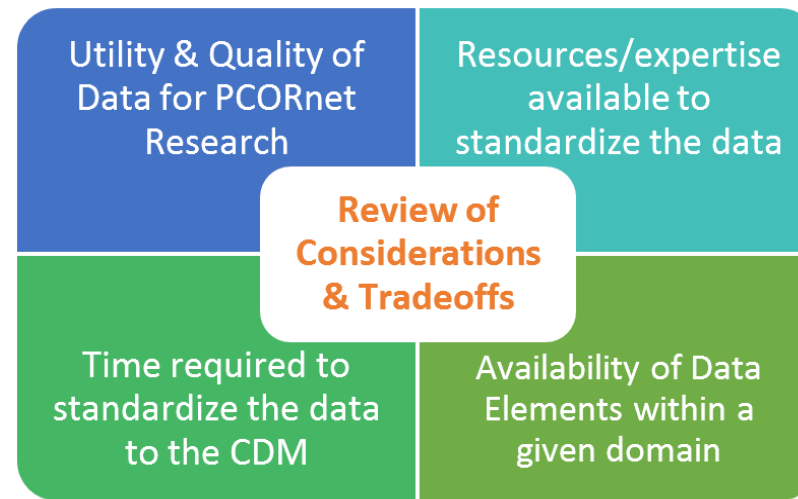 Utility & Quality of
Data for PCORnet
Research
Resources/expertise
available to
standardize the data
Review of
Considerations
& Tradeoffs
Time required to
standardize the data
to the CDM
Availability of Data
Elements within a
given domain